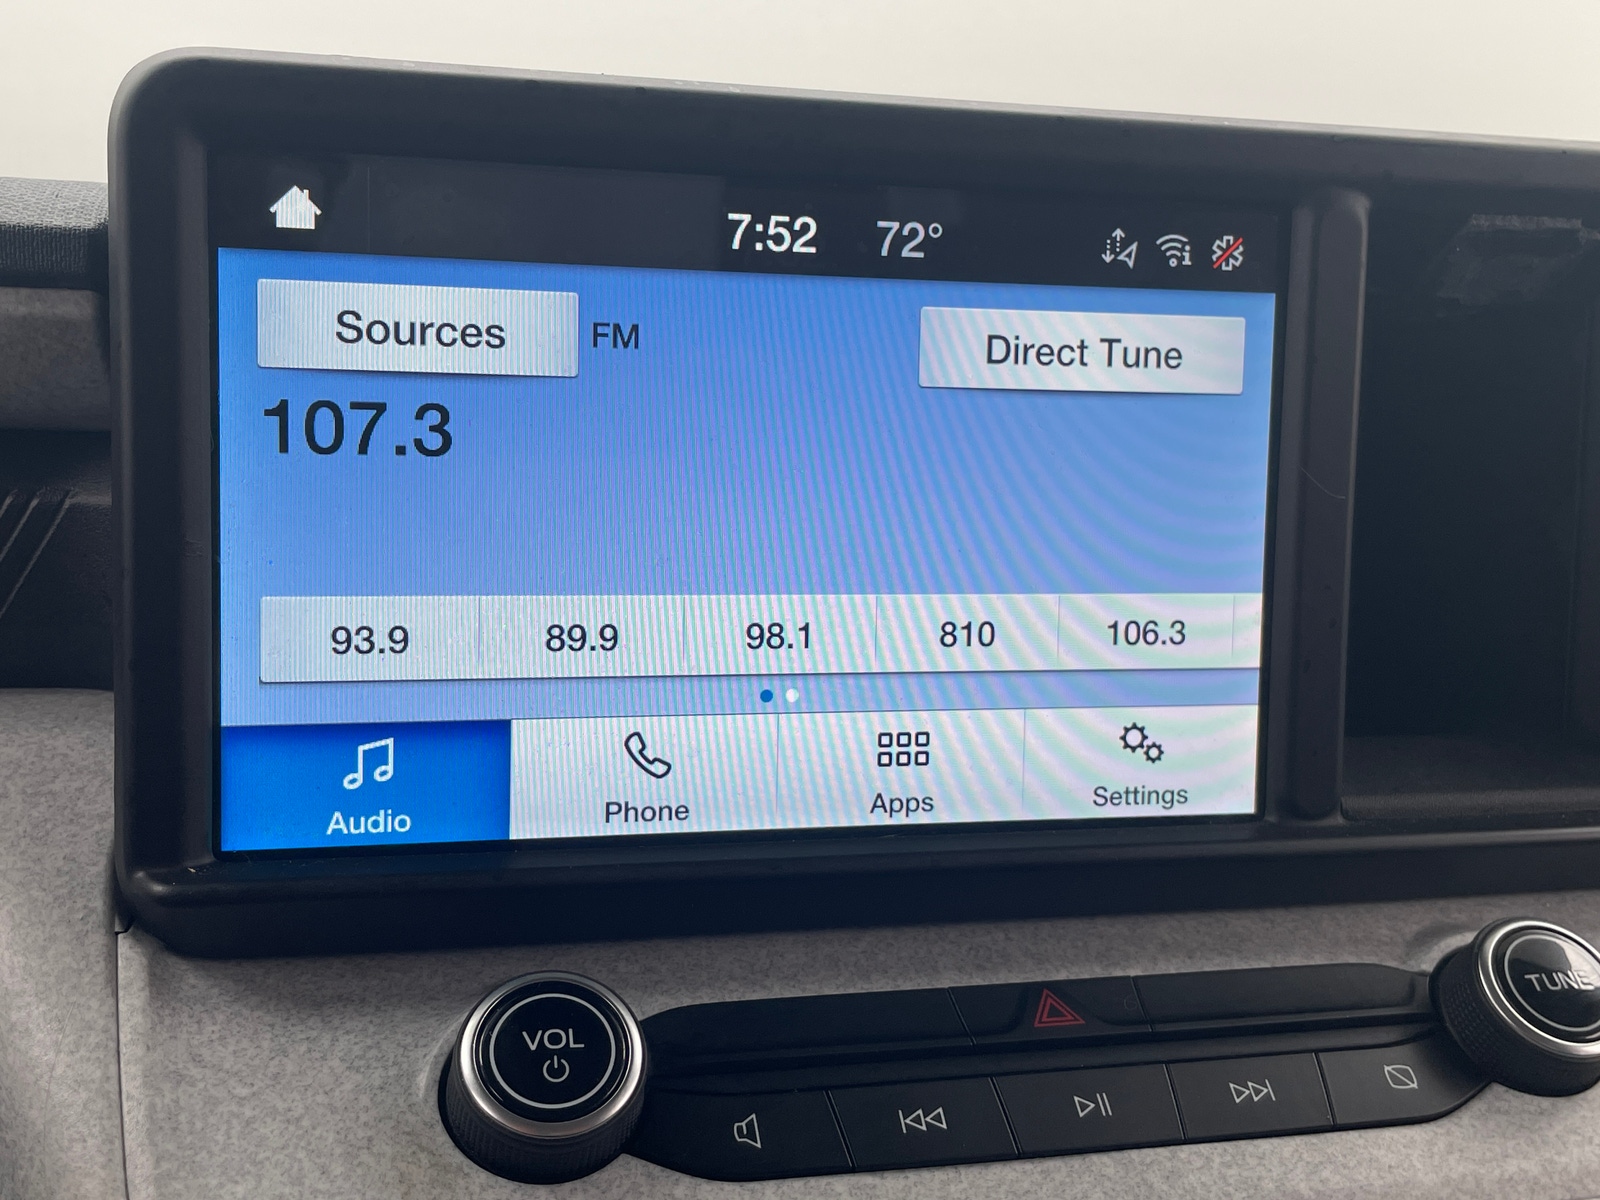 7:52 72°
Sources FM Direct Tune
107.3
93.9 89.9 98.1 810 106.3
Audio Phone Apps Settings
VOL
TUNE